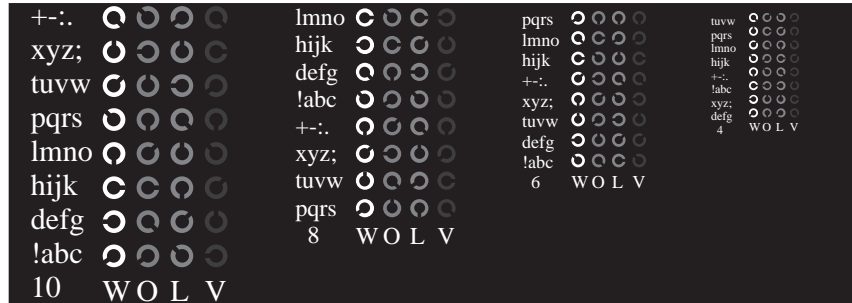 +-:.
xyz;
tuvw
pqrs
lmno
hijk
defg
!abc
10 W O L V
lmno
hijk
defg
!abc
+-:.
xyz;
tuvw
pqrs
8 W O L V
pqrs
lmno
hijk
+-:.
xyz;
tuvw
defg
!abc
6 W O L V
tuvw
pqrs
lmno
hijk
+-:.
!abc
xyz;
defg
4 W O L V